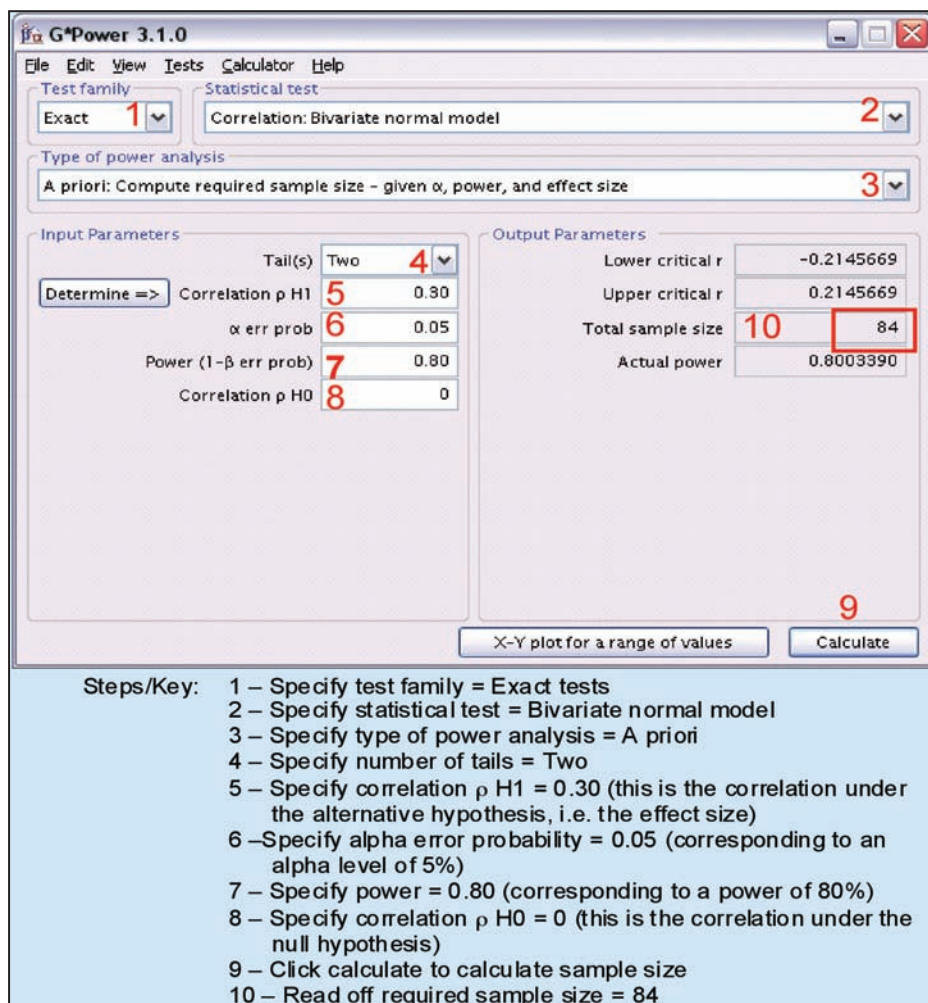 G*Power 3.1.0
File Edit View Tests Calculator Help
Test family
Statistical test
Exact 1
Correlation: Bivariate normal model 2
Type of power analysis
A priori: Compute required sample size – given α, power, and effect size 3
Input Parameters
Output Parameters
Tail(s) Two 4
Lower critical r -0.2145669
Determine => Correlation ρ H1 5 0.30
Upper critical r 0.2145669
α err prob 6 0.05
Total sample size 10 84
Power (1-β err prob) 7 0.80
Actual power 0.8003390
Correlation ρ H0 8 0
9
X-Y plot for a range of values
Calculate
Steps/Key: 1 – Specify test family = Exact tests
2 – Specify statistical test = Bivariate normal model
3 – Specify type of power analysis = A priori
4 – Specify number of tails = Two
5 – Specify correlation ρ H1 = 0.30 (this is the correlation under
the alternative hypothesis, i.e. the effect size)
6 –Specify alpha error probability = 0.05 (corresponding to an
alpha level of 5%)
7 – Specify power = 0.80 (corresponding to a power of 80%)
8 – Specify correlation ρ H0 = 0 (this is the correlation under the
null hypothesis)
9 – Click calculate to calculate sample size
10 – Read off required sample size = 84